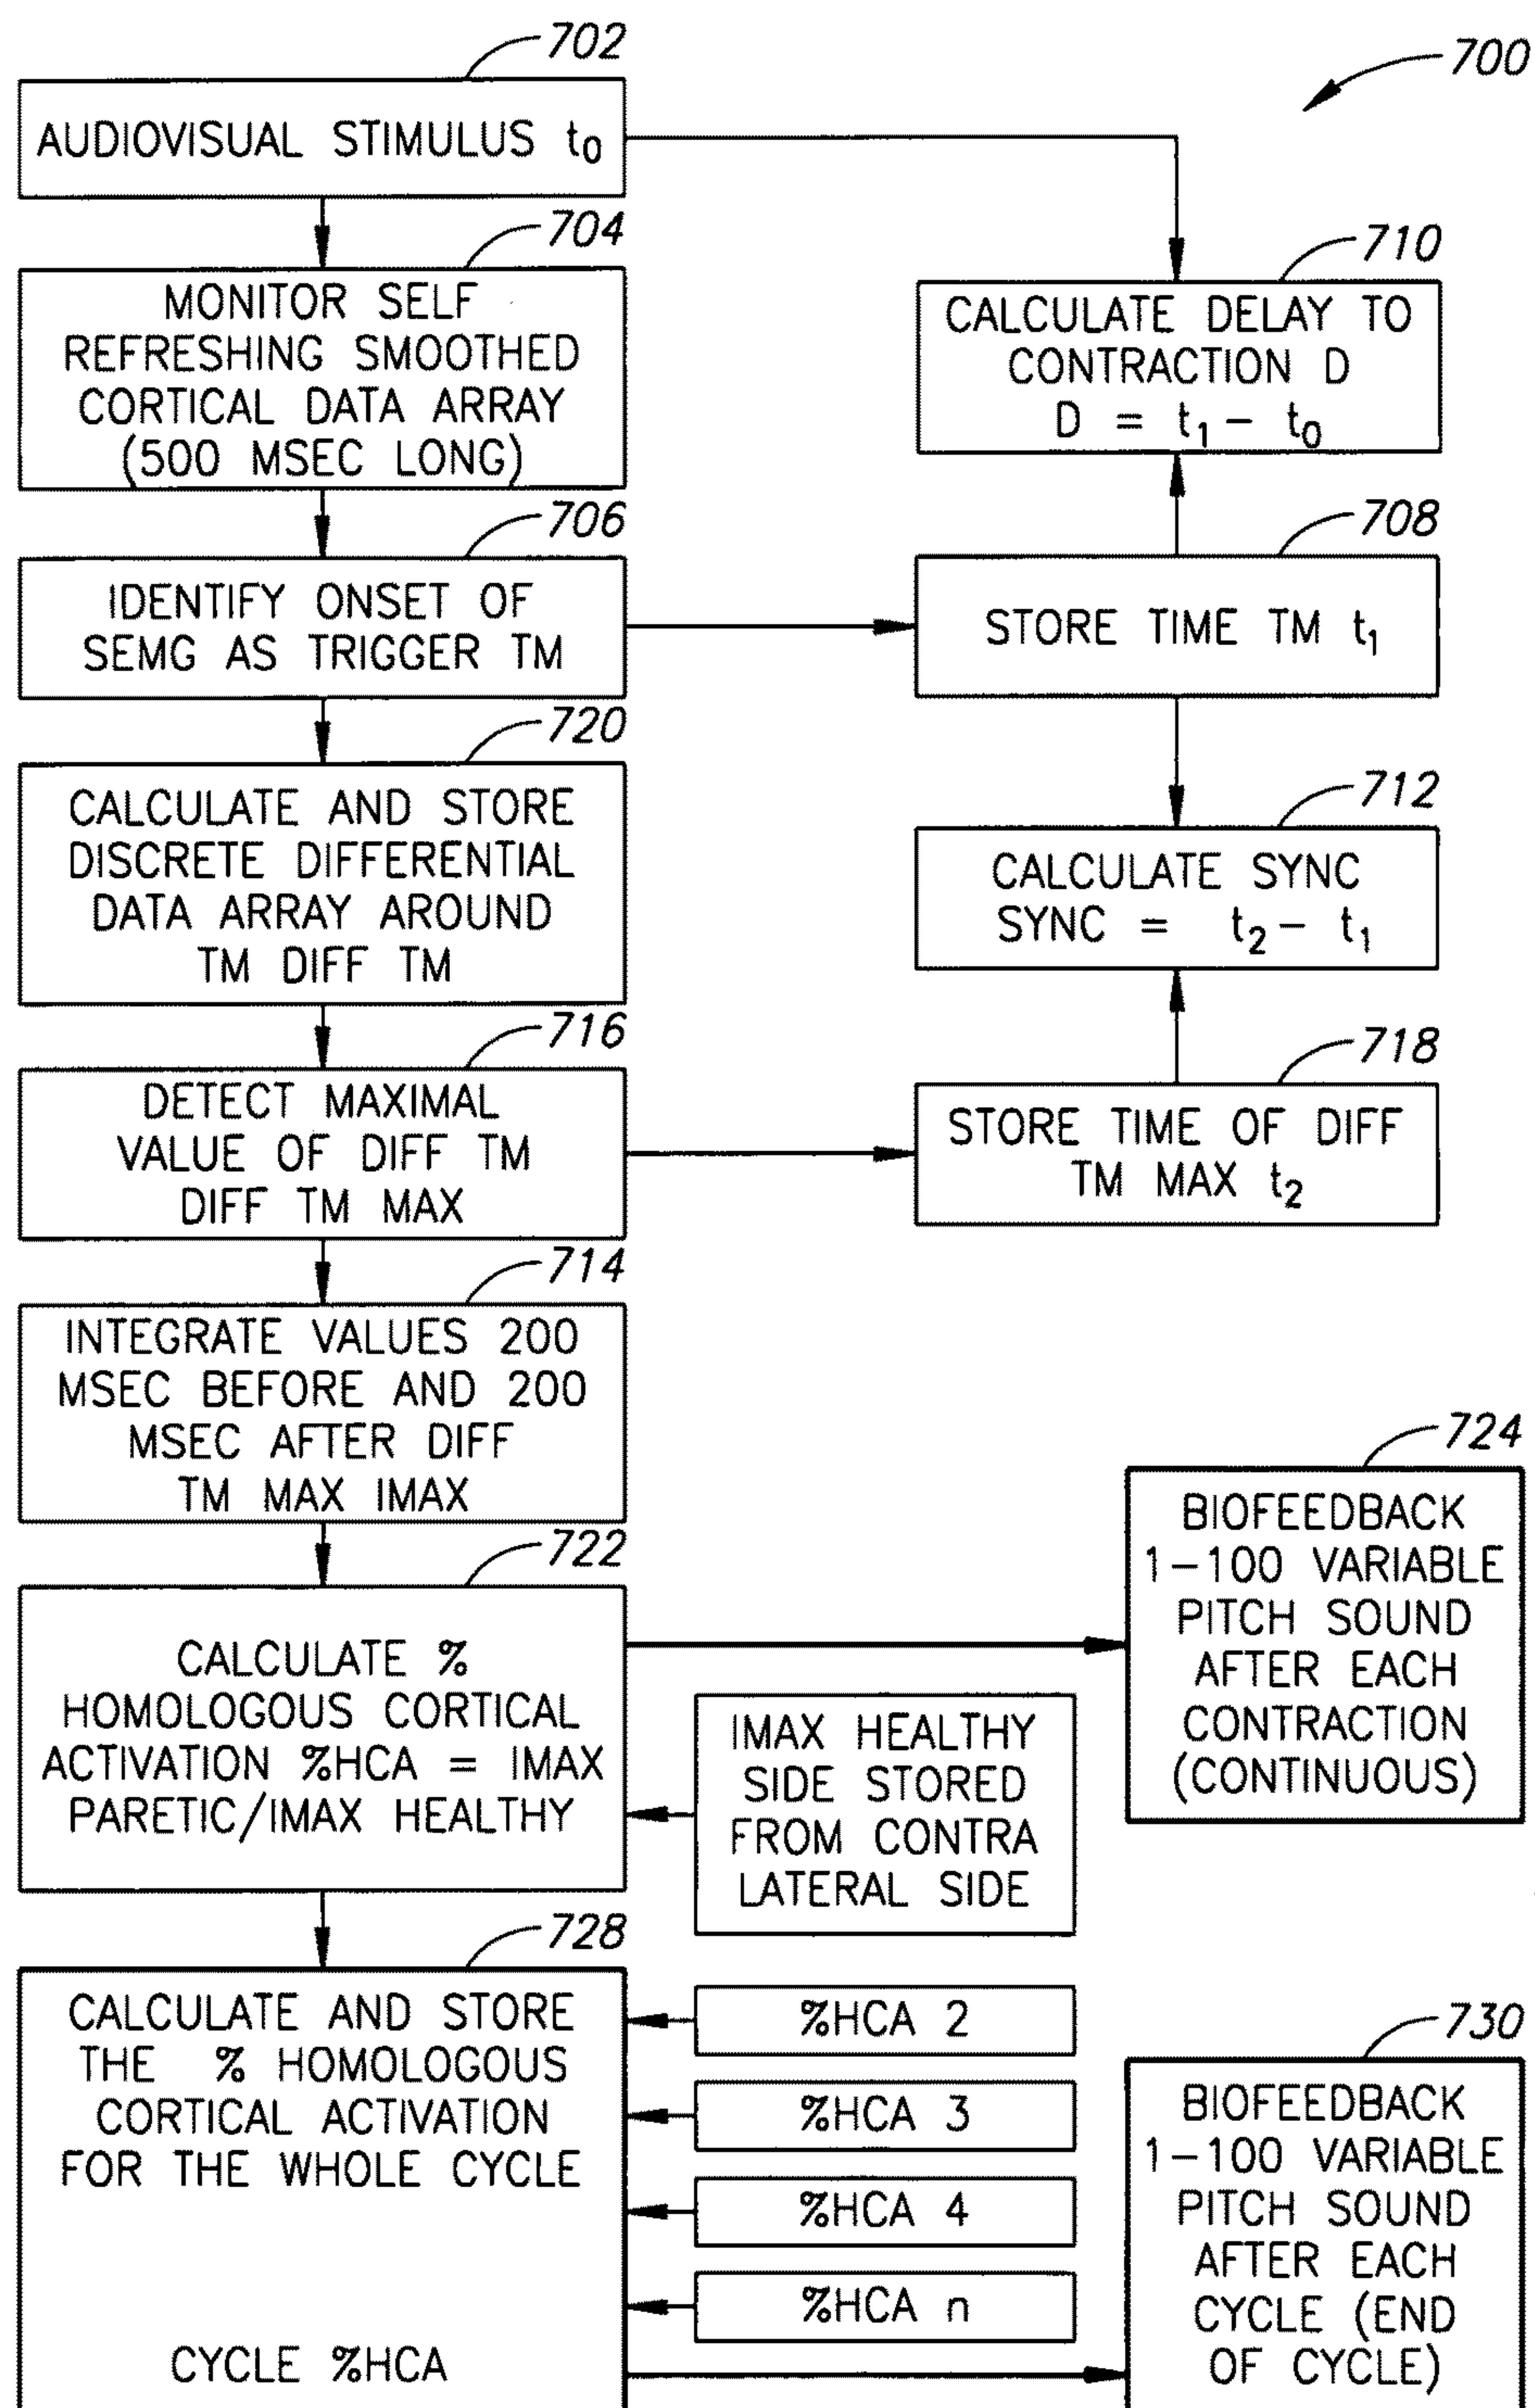 702
700
AUDIOVISUAL STIMULUS t0
704
MONITOR SELF
REFRESHING SMOOTHED
CORTICAL DATA ARRAY
(500 MSEC LONG)
710
CALCULATE DELAY TO
CONTRACTION D
D = t1 - t0
706
IDENTIFY ONSET OF
SEMG AS TRIGGER TM
708
STORE TIME TM t1
720
CALCULATE AND STORE
DISCRETE DIFFERENTIAL
DATA ARRAY AROUND
TM DIFF TM
712
CALCULATE SYNC
SYNC = t2 - t1
716
DETECT MAXIMAL
VALUE OF DIFF TM
DIFF TM MAX
718
STORE TIME OF DIFF
TM MAX t2
714
INTEGRATE VALUES 200
MSEC BEFORE AND 200
MSEC AFTER DIFF
TM MAX IMAX
724
BIOFEEDBACK
1-100 VARIABLE
PITCH SOUND
AFTER EACH
CONTRACTION
(CONTINUOUS)
722
CALCULATE %
HOMOLOGOUS CORTICAL
ACTIVATION %HCA = IMAX
PARETIC/IMAX HEALTHY
IMAX HEALTHY
SIDE STORED
FROM CONTRA
LATERAL SIDE
728
CALCULATE AND STORE
THE % HOMOLOGOUS
CORTICAL ACTIVATION
FOR THE WHOLE CYCLE
CYCLE %HCA
%HCA 2
%HCA 3
%HCA 4
%HCA n
730
BIOFEEDBACK
1-100 VARIABLE
PITCH SOUND
AFTER EACH
CYCLE (END
OF CYCLE)